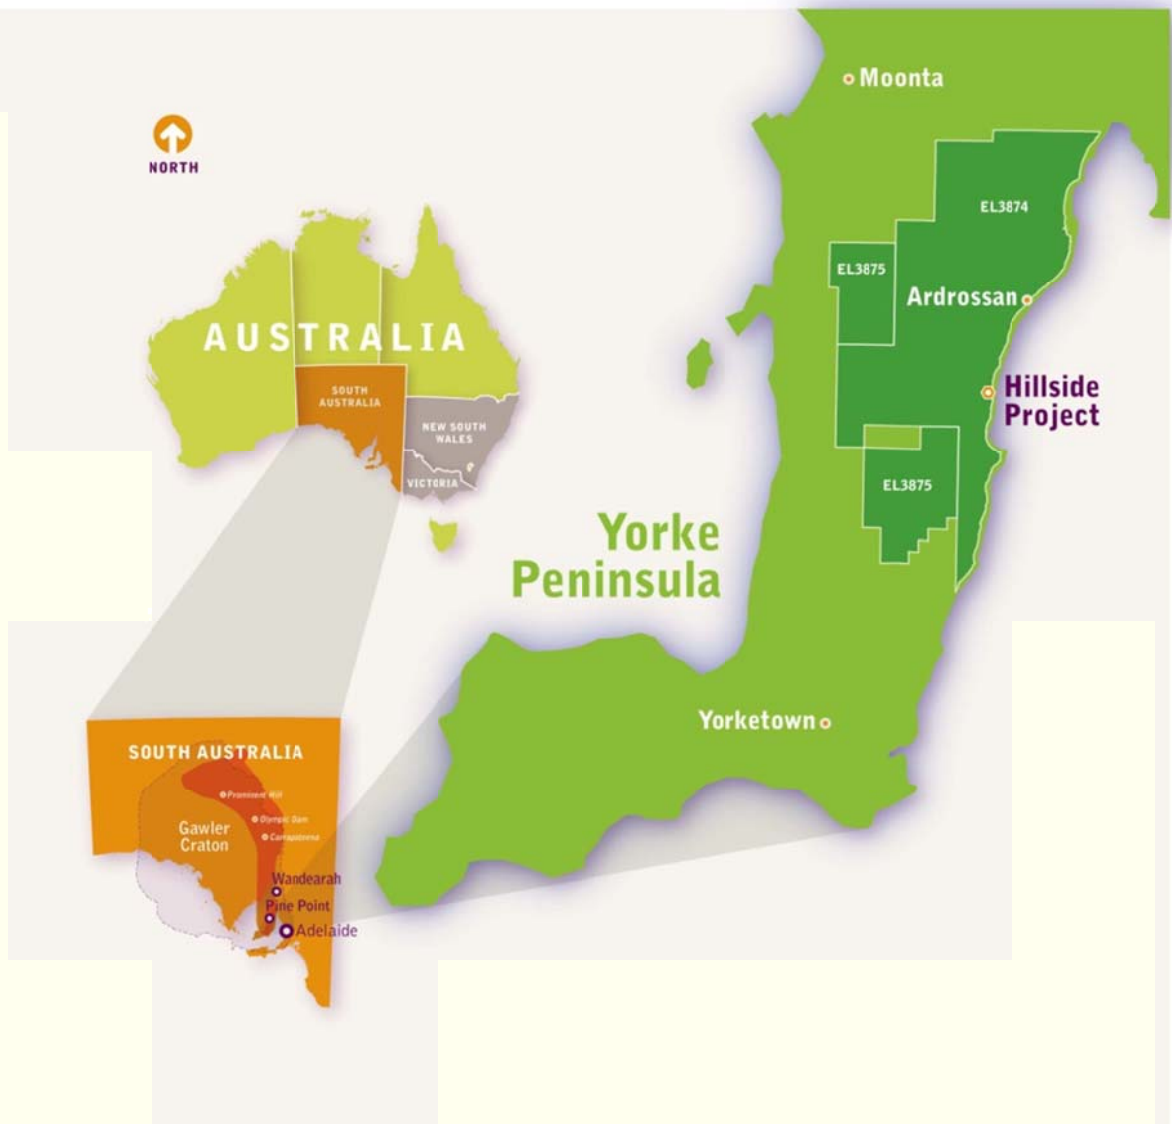 Moonta
NORTH
EL3874
EL3875
Ardrossan
AUSTRALIA
SOUTH
AUSTRALIA
NEW SOUTH
WALES
VICTORIA
Hillside
Project
EL3875
Yorke
Peninsula
Yorketown
SOUTH AUSTRALIA
Prominent Hill
Olympic Dam
Carrapateena
Gawler
Craton
Wandearah
Pine Point
Adelaide